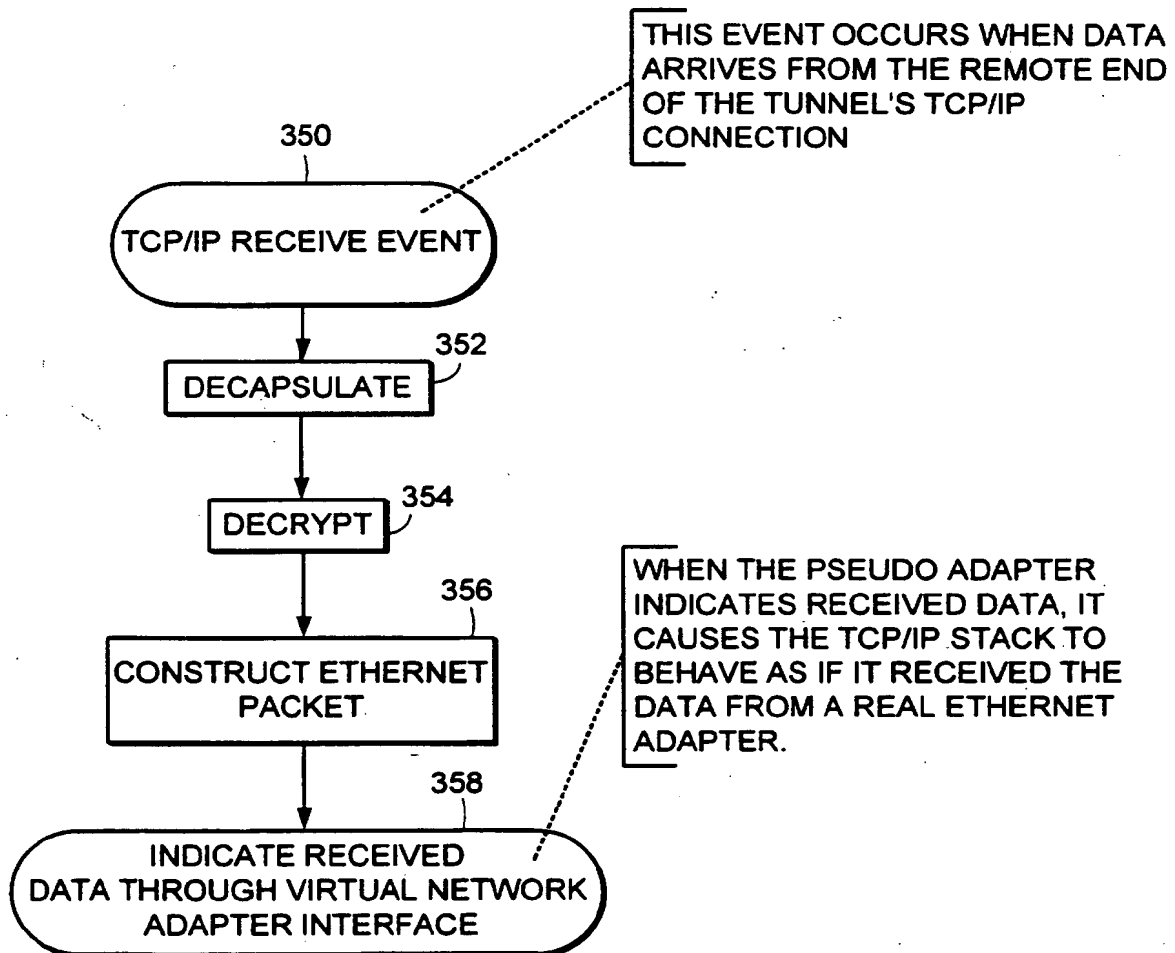 THIS EVENT OCCURS WHEN DATA
ARRIVES FROM THE REMOTE END
OF THE TUNNEL'S TCP/IP
CONNECTION
350
TCP/IP RECEIVE EVENT
352
DECAPSULATE
354
DECRYPT
356
CONSTRUCT ETHERNET
PACKET
WHEN THE PSEUDO ADAPTER
INDICATES RECEIVED DATA, IT
CAUSES THE TCP/IP STACK TO
BEHAVE AS IF IT RECEIVED THE
DATA FROM A REAL ETHERNET
ADAPTER.
358
INDICATE RECEIVED
DATA THROUGH VIRTUAL NETWORK
ADAPTER INTERFACE